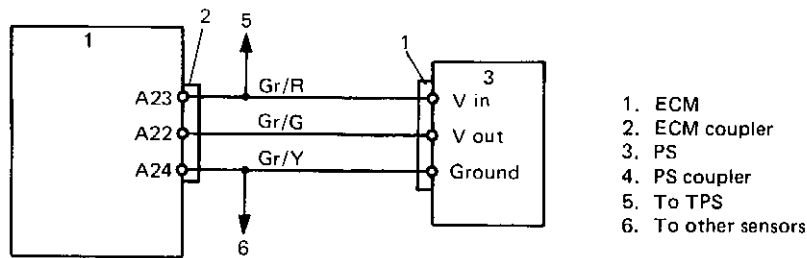 1
2
5
1
3
A23
Gr/R
V in
A22
Gr/G
V out
A24
Gr/Y
Ground
6
1. ECM
2. ECM coupler
3. PS
4. PS coupler
5. To TPS
6. To other sensors